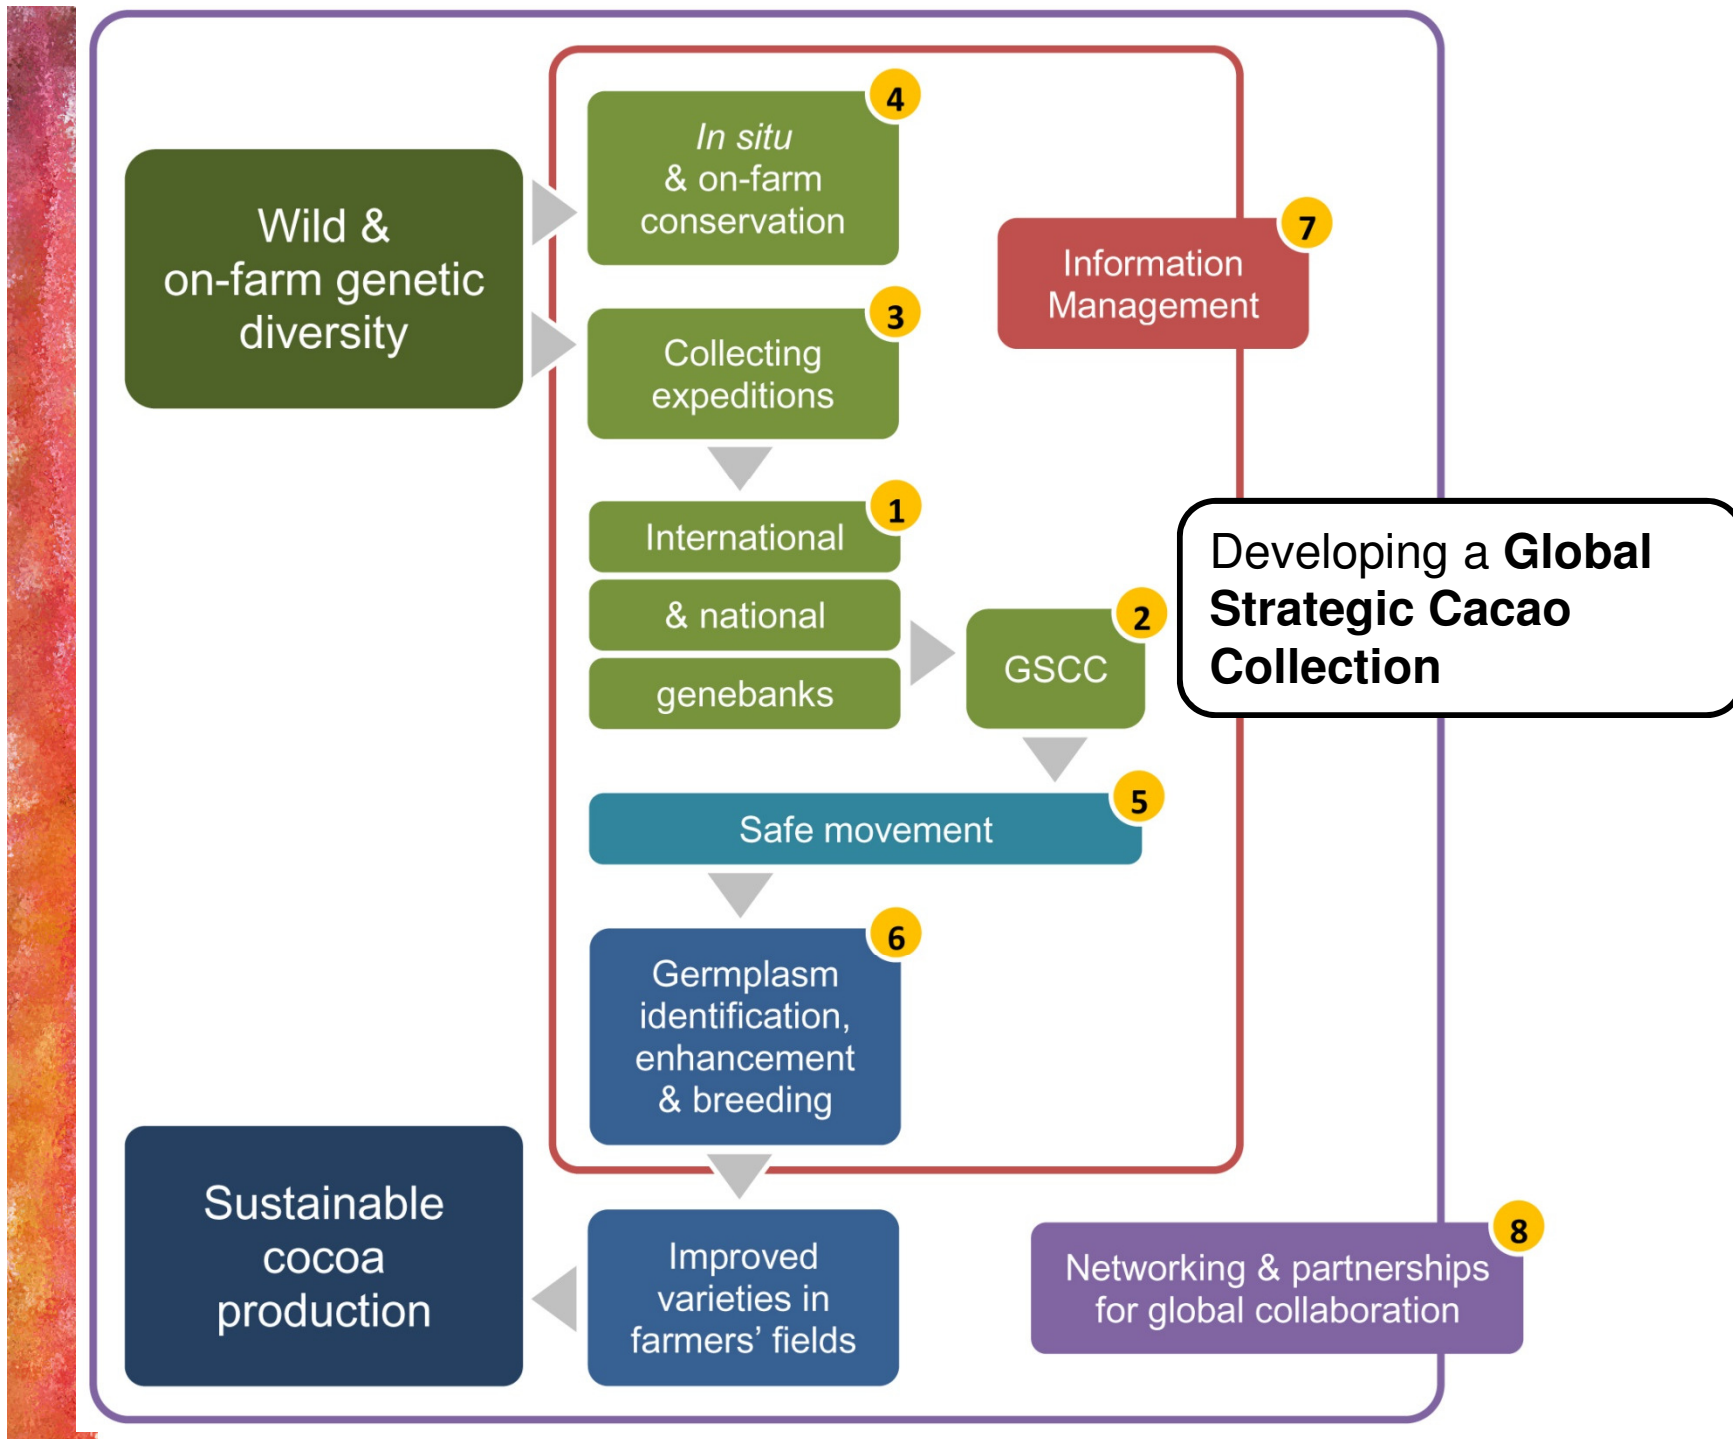 Wild &
on-farm genetic
diversity
4
In situ
& on-farm
conservation
3
Collecting
expeditions
7
Information
Management
1
International
& national
genebanks
2
GSCC
Developing a Global
Strategic Cacao
Collection
5
Safe movement
6
Germplasm
identification,
enhancement
& breeding
Sustainable
cocoa
production
Improved
varieties in
farmers’ fields
8
Networking & partnerships
for global collaboration